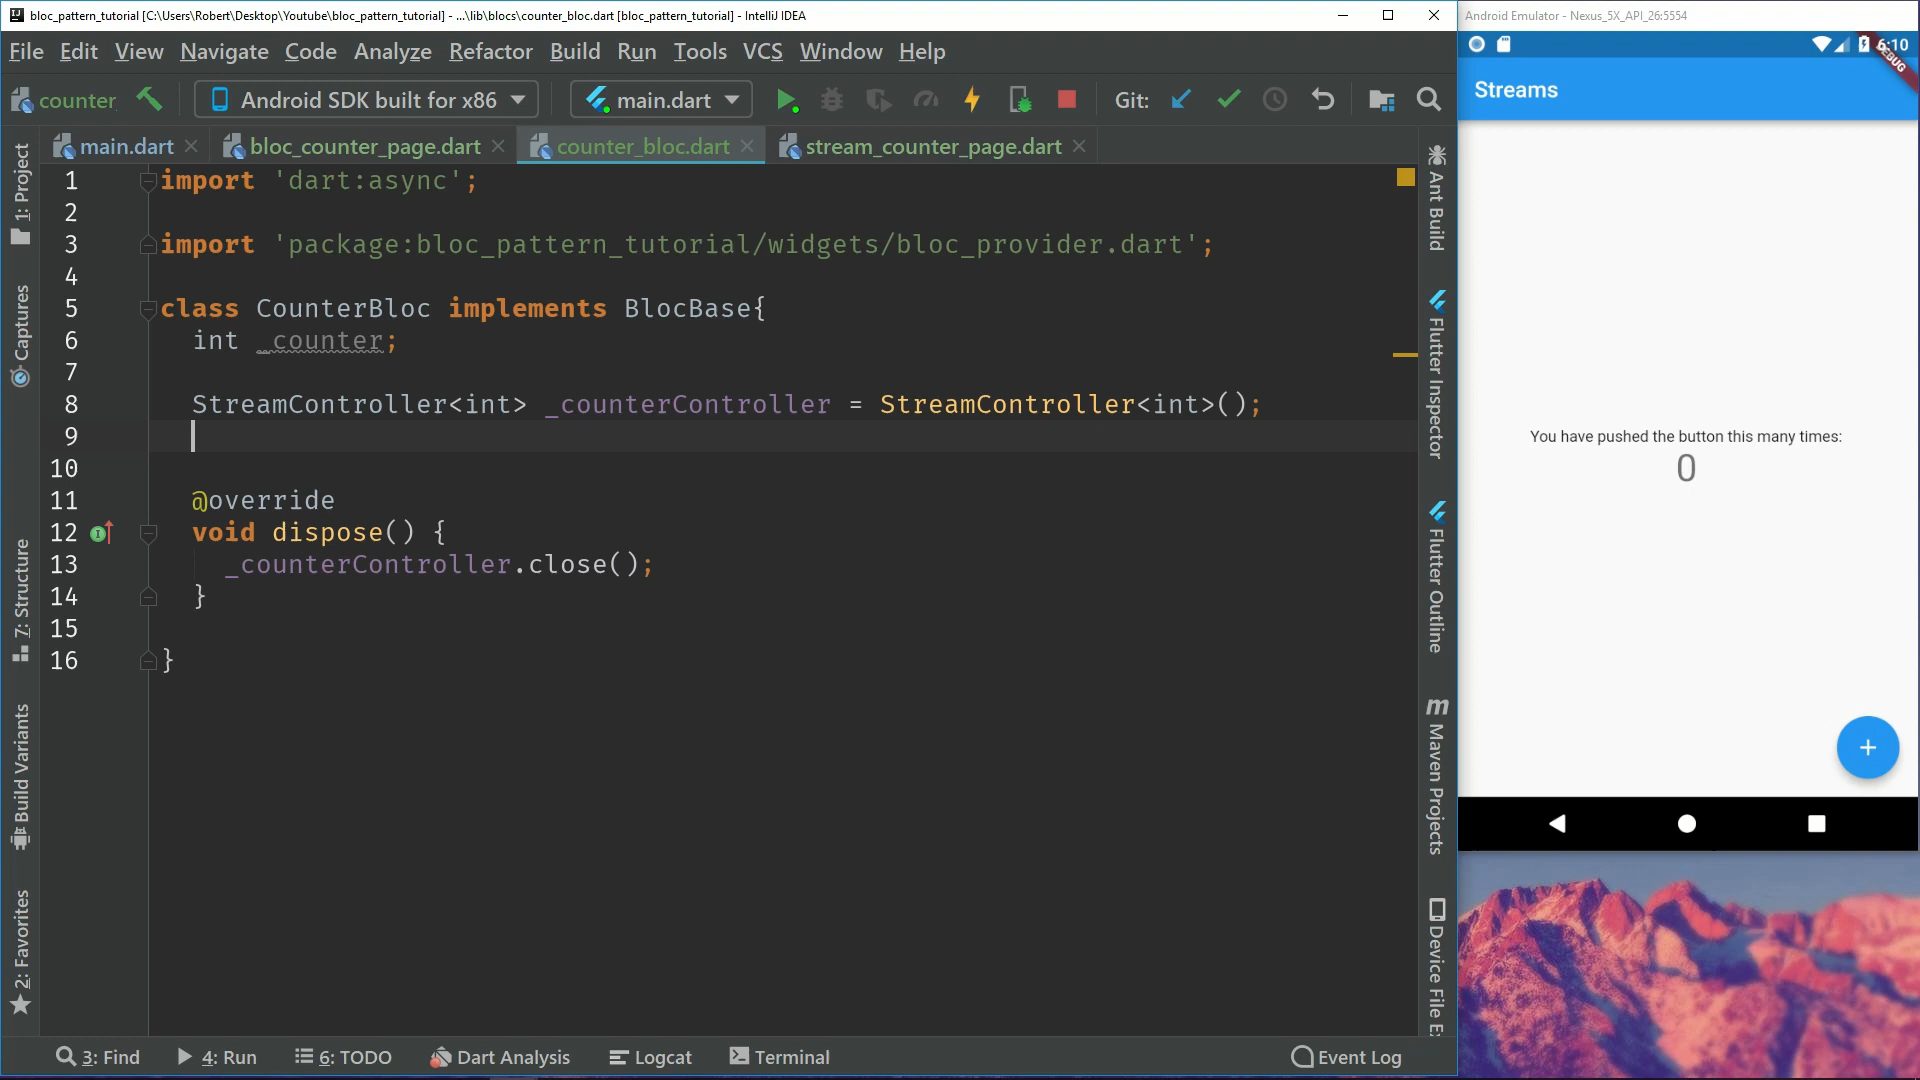 bloc_pattern_tutorial [C:\Users\Robert\Desktop\Youtube\bloc_pattern_tutorial] - ...\lib\blocs\counter_bloc.dart [bloc_pattern_tutorial] - IntelliJ IDEA
File Edit View Navigate Code Analyze Refactor Build Run Tools VCS Window Help
counter Android SDK built for x86 main.dart Git:
main.dart bloc_counter_page.dart counter_bloc.dart stream_counter_page.dart
1 import 'dart:async';
2
3 import 'package:bloc_pattern_tutorial/widgets/bloc_provider.dart';
4
5 class CounterBloc implements BlocBase{
6 int _counter;
7
8 StreamController<int> _counterController = StreamController<int>();
9
10
11 @override
12 void dispose() {
13 _counterController.close();
14 }
15
16 }
1: Project
Captures
7: Structure
Build Variants
2: Favorites
Ant Build
Flutter Inspector
Flutter Outline
m Maven Projects
Device File E
3: Find 4: Run 6: TODO Dart Analysis Logcat Terminal Event Log
Android Emulator - Nexus_5X_API_26:5554
6:10
DEBUG
Streams
You have pushed the button this many times:
0
+